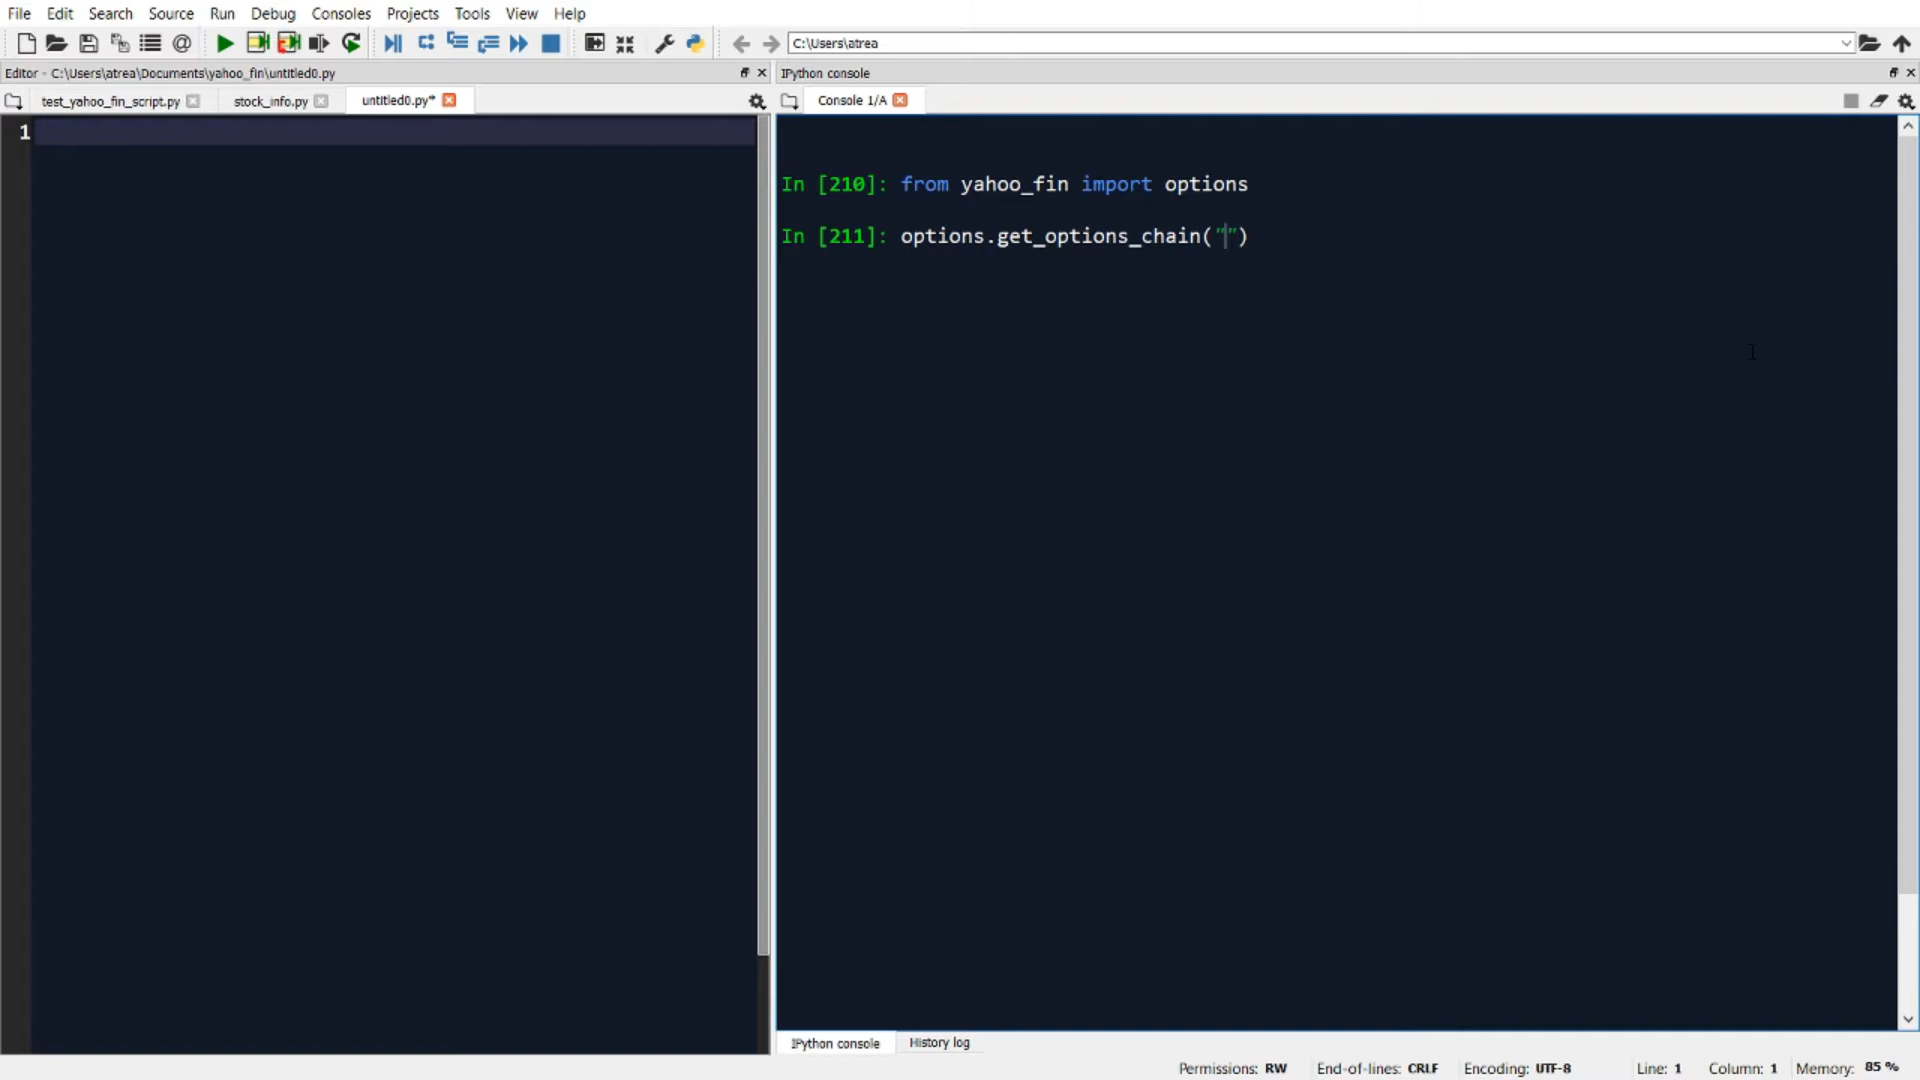 File Edit Search Source Run Debug Consoles Projects Tools View Help
C:\Users\atrea
Editor - C:\Users\atrea\Documents\yahoo_fin\untitled0.py
IPython console
test_yahoo_fin_script.py stock_info.py untitled0.py*
Console 1/A
1
In [210]: from yahoo_fin import options
In [211]: options.get_options_chain("")
IPython console History log
Permissions: RW End-of-lines: CRLF Encoding: UTF-8 Line: 1 Column: 1 Memory: 85 %